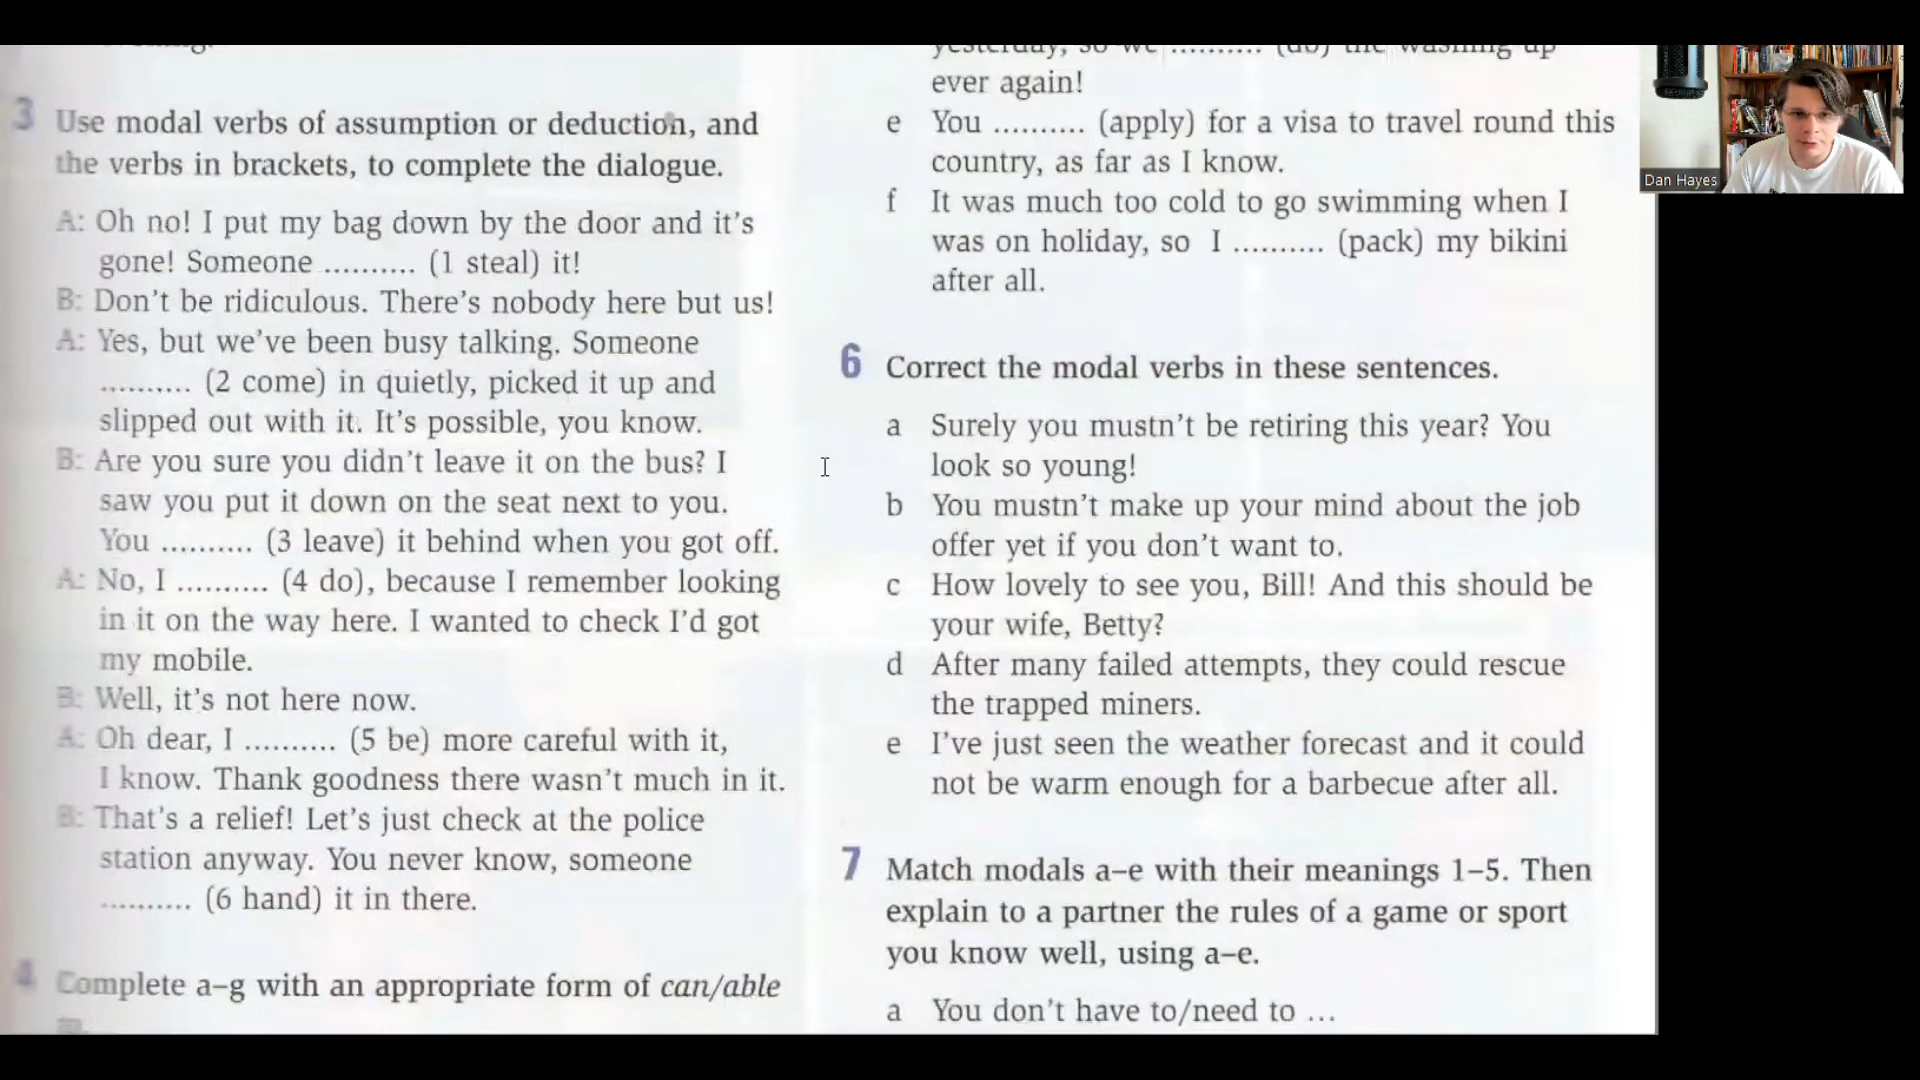 3 Use modal verbs of assumption or deduction, and
the verbs in brackets, to complete the dialogue.
A: Oh no! I put my bag down by the door and it's
gone! Someone .......... (1 steal) it!
B: Don't be ridiculous. There's nobody here but us!
A: Yes, but we've been busy talking. Someone
.......... (2 come) in quietly, picked it up and
slipped out with it. It's possible, you know.
B: Are you sure you didn't leave it on the bus? I
saw you put it down on the seat next to you.
You .......... (3 leave) it behind when you got off.
A: No, I .......... (4 do), because I remember looking
in it on the way here. I wanted to check I'd got
my mobile.
B: Well, it's not here now.
A: Oh dear, I .......... (5 be) more careful with it,
I know. Thank goodness there wasn't much in it.
B: That's a relief! Let's just check at the police
station anyway. You never know, someone
.......... (6 hand) it in there.
4 Complete a–g with an appropriate form of can/able
yesterday, so we .......... (do) the washing up
ever again!
e You .......... (apply) for a visa to travel round this
country, as far as I know.
f It was much too cold to go swimming when I
was on holiday, so I .......... (pack) my bikini
after all.
6 Correct the modal verbs in these sentences.
a Surely you mustn't be retiring this year? You
look so young!
b You mustn't make up your mind about the job
offer yet if you don't want to.
c How lovely to see you, Bill! And this should be
your wife, Betty?
d After many failed attempts, they could rescue
the trapped miners.
e I've just seen the weather forecast and it could
not be warm enough for a barbecue after all.
7 Match modals a–e with their meanings 1–5. Then
explain to a partner the rules of a game or sport
you know well, using a–e.
a You don't have to/need to ...
Dan Hayes